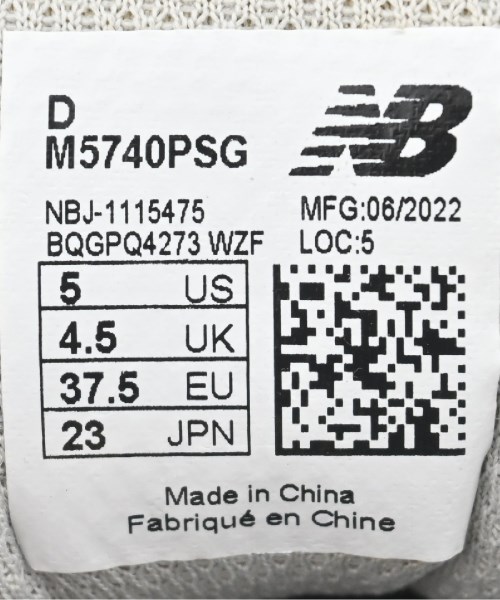 D
M5740PSG
NB
NBJ-1115475
MFG:06/2022
BQGPQ4273 WZF
LOC:5
5 US
4.5 UK
37.5 EU
23 JPN
Made in China
Fabriqué en Chine